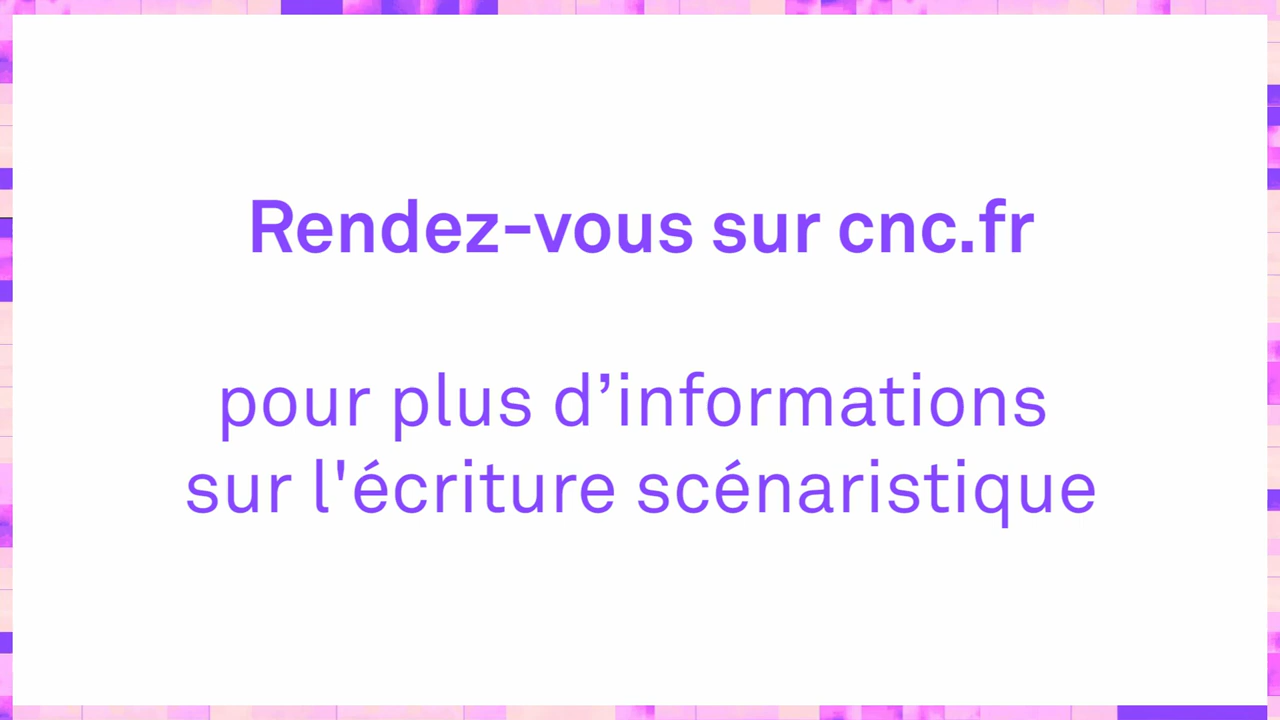 Rendez-vous sur cnc.fr
pour plus d’informations
sur l'écriture scénaristique